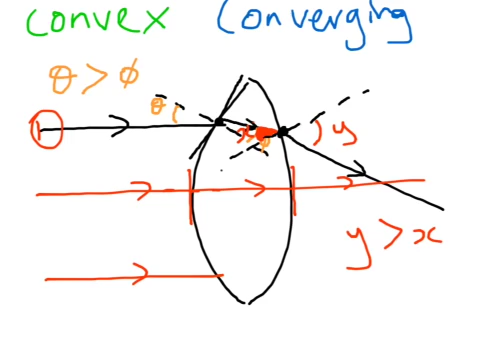 convex converging
θ > ϕ
θ
x
ϕ
y
y > x